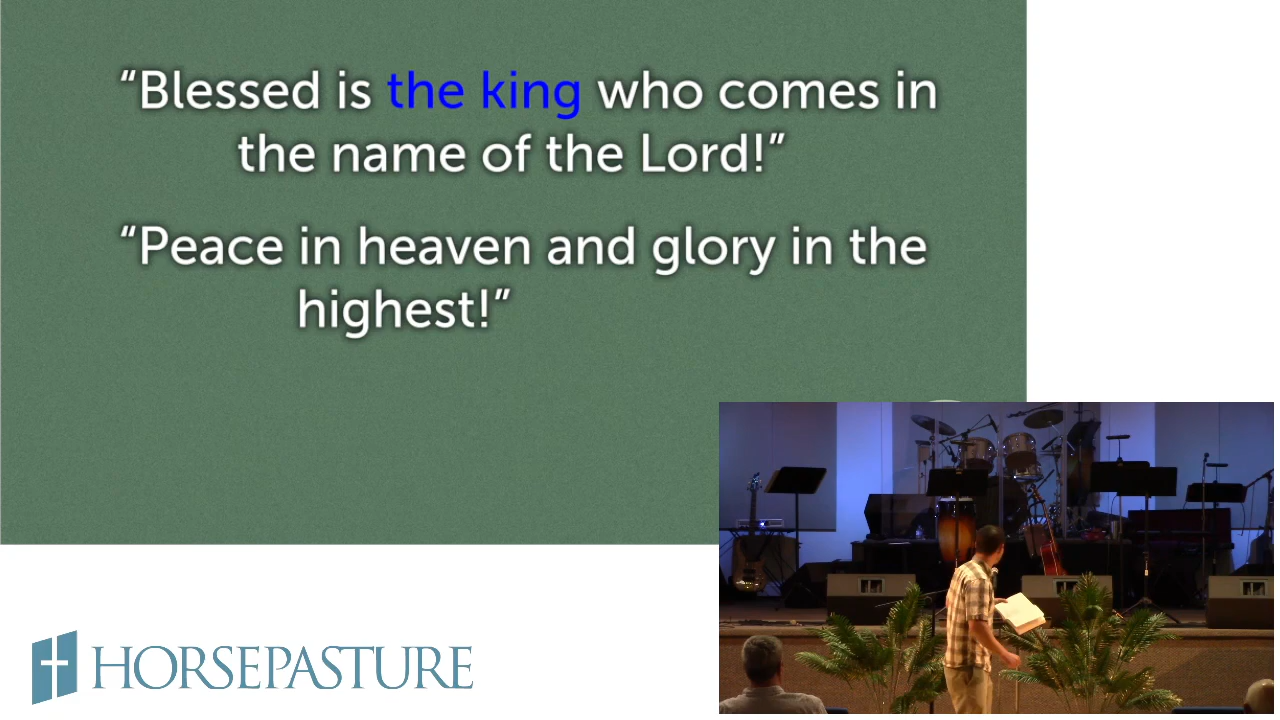 “Blessed is the king who comes in
the name of the Lord!”
“Peace in heaven and glory in the
highest!”
HORSEPASTURE